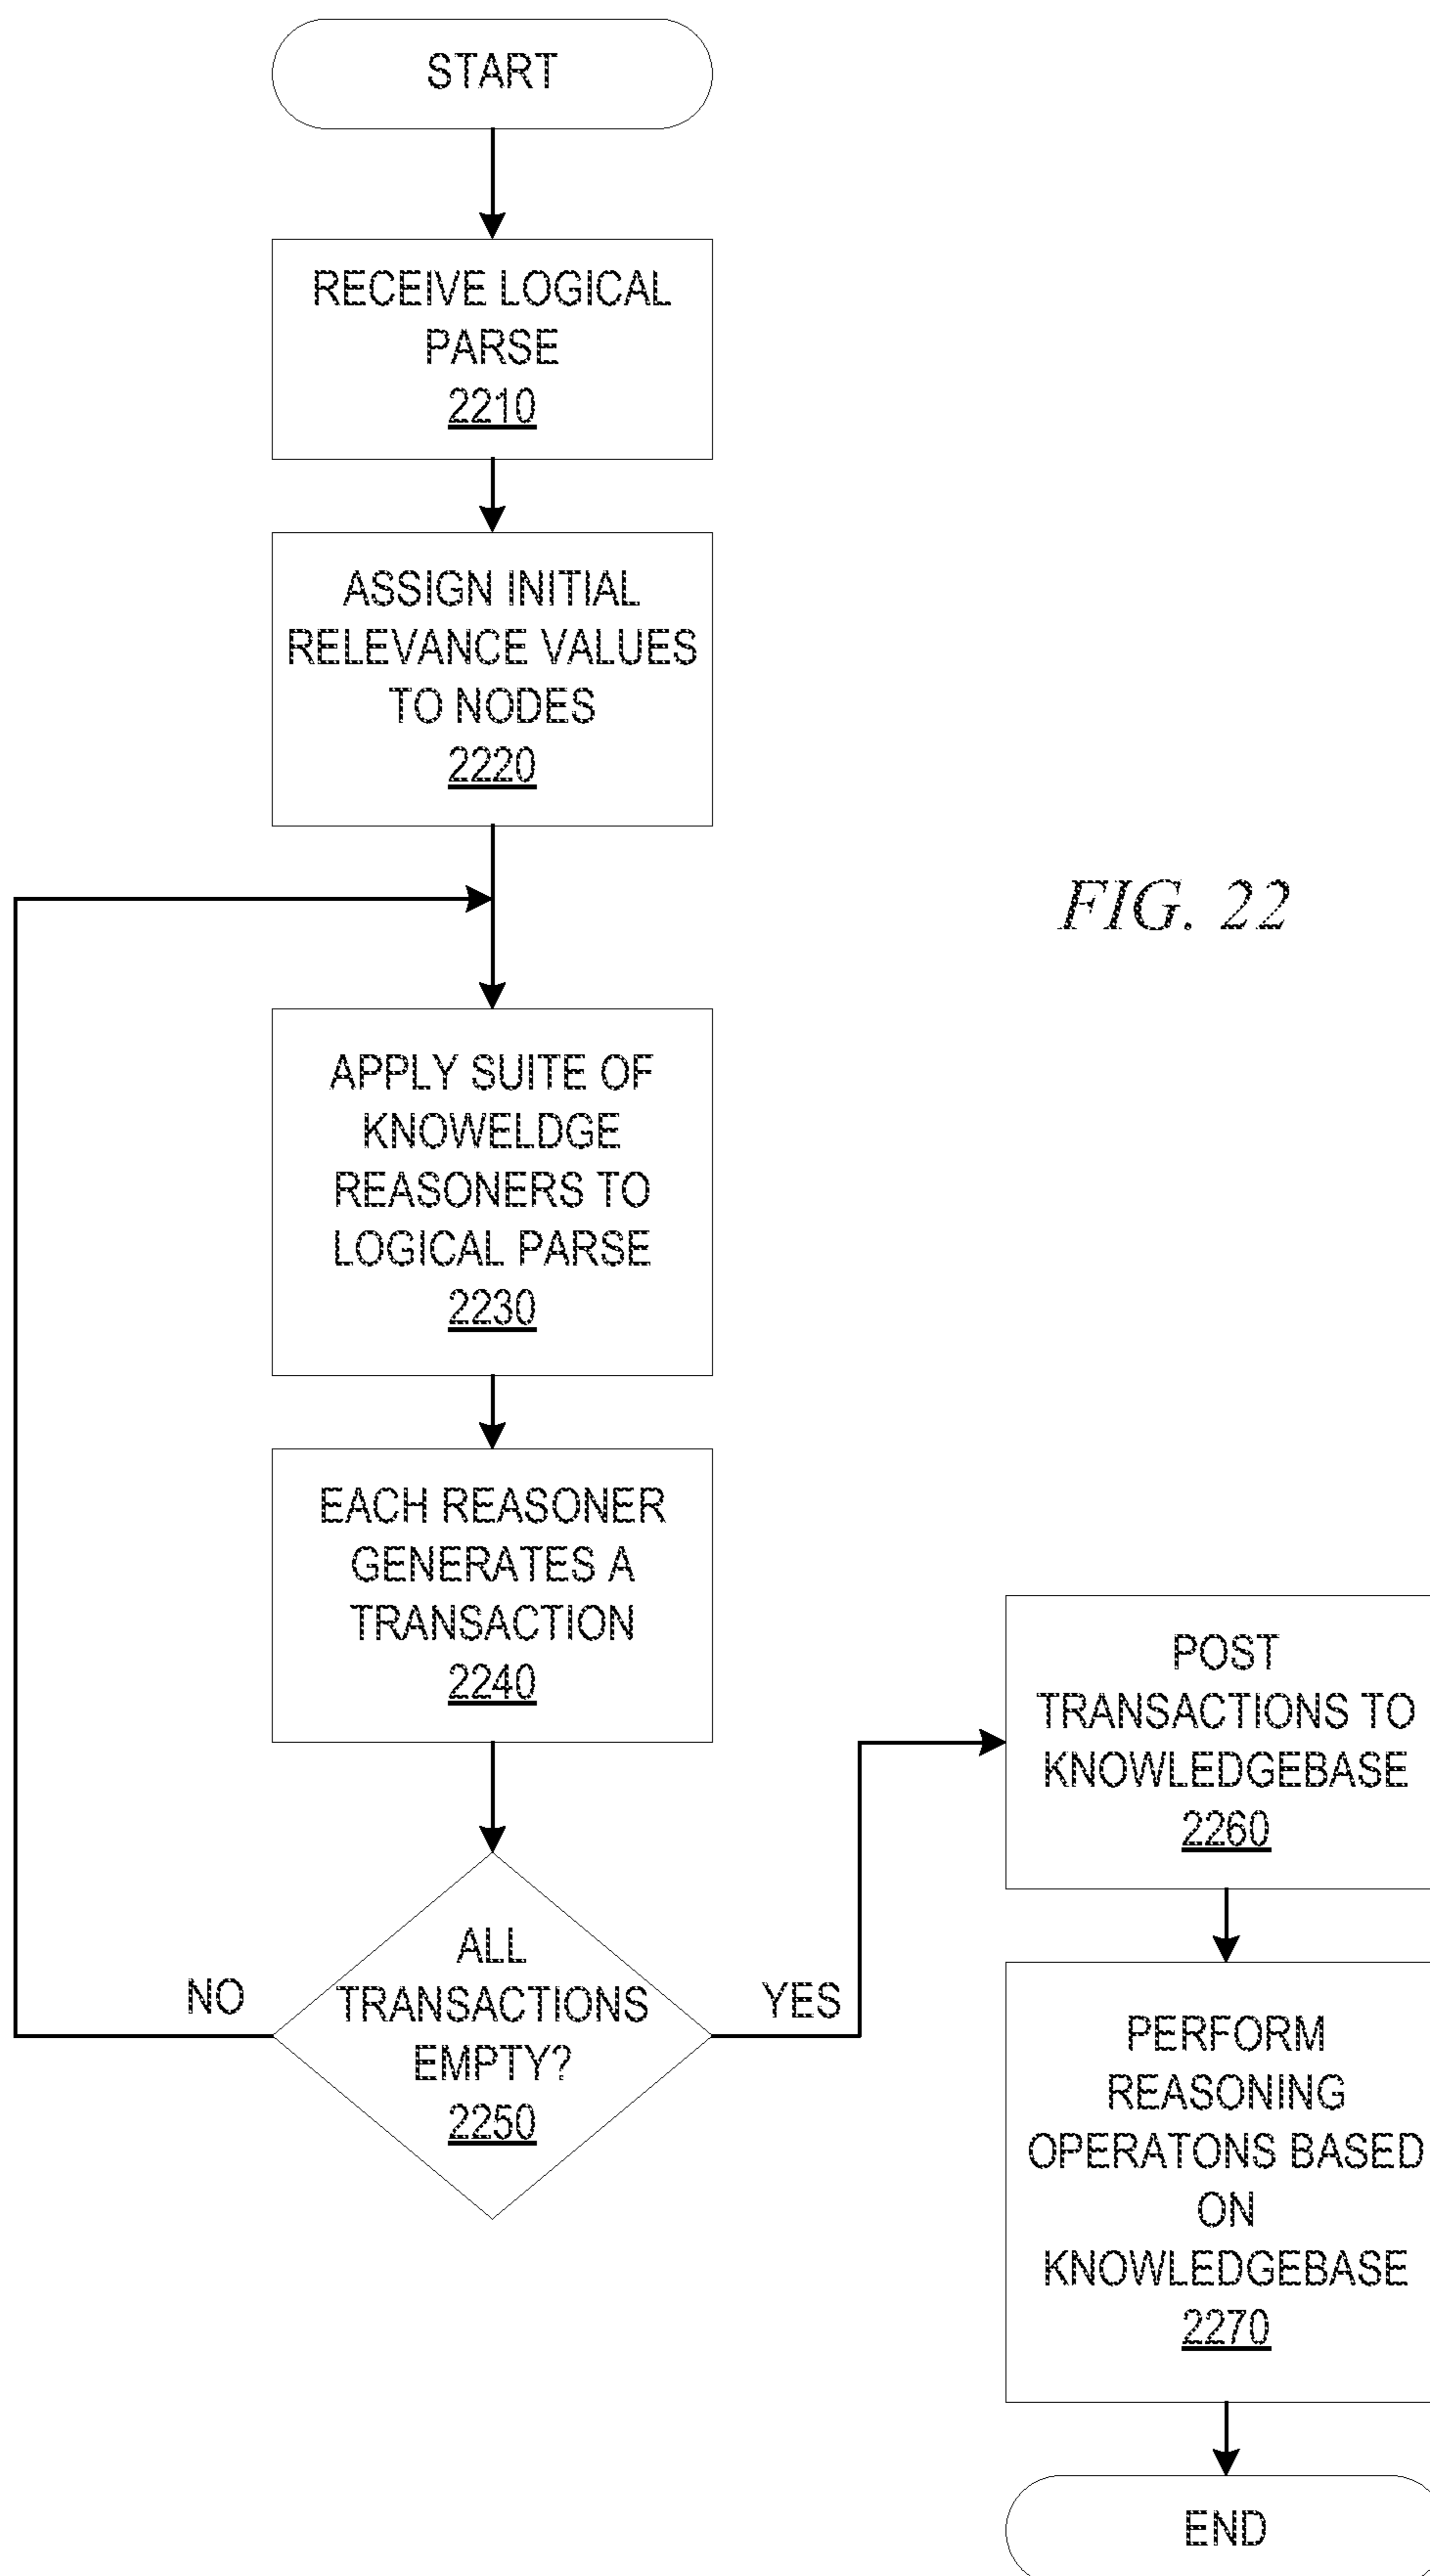 START
RECEIVE LOGICAL
PARSE
2210
ASSIGN INITIAL
RELEVANCE VALUES
TO NODES
2220
FIG. 22
APPLY SUITE OF
KNOWELDGE
REASONERS TO
LOGICAL PARSE
2230
EACH REASONER
GENERATES A
TRANSACTION
2240
ALL
TRANSACTIONS
EMPTY?
2250
NO
YES
POST
TRANSACTIONS TO
KNOWLEDGEBASE
2260
PERFORM
REASONING
OPERATONS BASED
ON
KNOWLEDGEBASE
2270
END